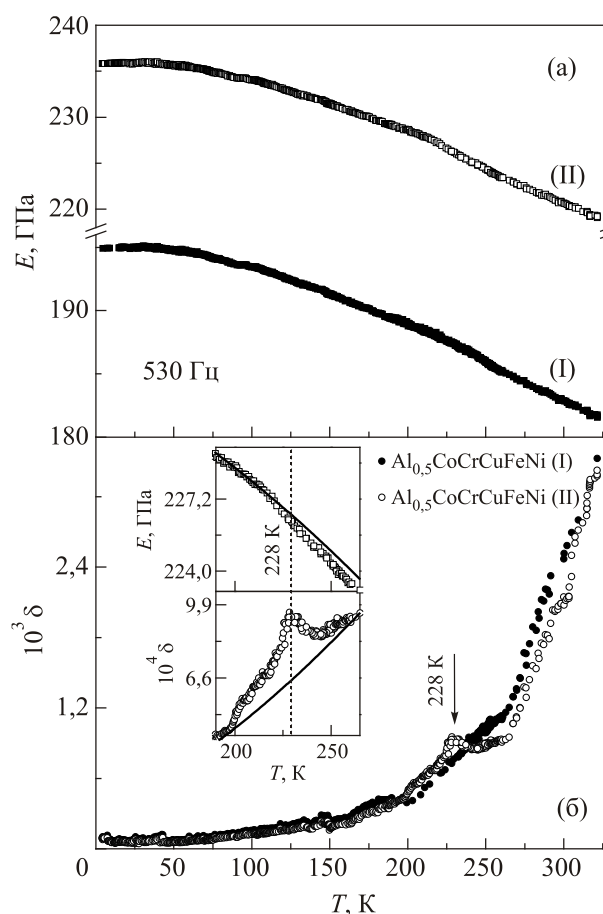 240
(а)
230
(II)
220
E, ГПа
190
530 Гц
(I)
180
Al0,5CoCrCuFeNi (I)
Al0,5CoCrCuFeNi (II)
E, ГПа
227,2
224,0
228 К
10⁴ δ
9,9
6,6
200
250
T, К
10³ δ
2,4
1,2
228 К
(б)
0
0
50
100
150
200
250
300
T, К